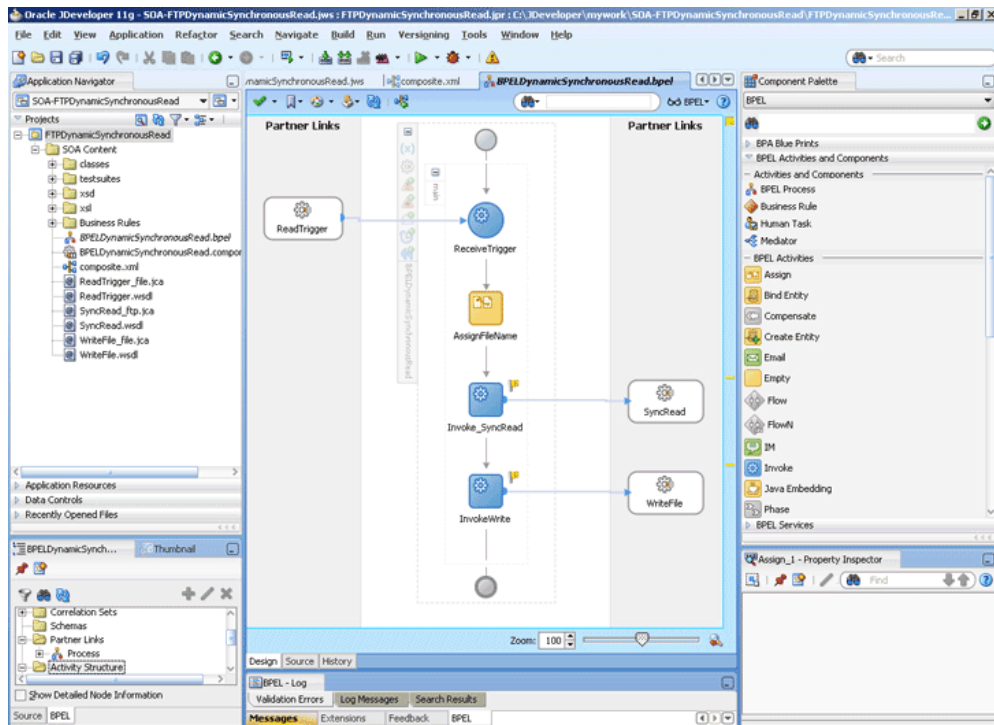 Oracle JDeveloper 11g - SOA-FTPDynamicSynchronousRead.jws : FTPDynamicSynchronousRead.jpr : C:\JDeveloper\mywork\SOA-FTPDynamicSynchronousRead\FTPDynamicSynchronousRe...
File Edit View Application Refactor Search Navigate Build Run Versioning Tools Window Help
Search
Application Navigator
SOA-FTPDynamicSynchronousRead
Projects
FTPDynamicSynchronousRead
SOA Content
classes
testsuites
xsd
xsl
Business Rules
BPELDynamicSynchronousRead.bpel
BPELDynamicSynchronousRead.compor
composite.xml
ReadTrigger_file.jca
ReadTrigger.wsdl
SyncRead_ftp.jca
SyncRead.wsdl
WriteFile_file.jca
WriteFile.wsdl
Application Resources
Data Controls
Recently Opened Files
BPELDynamicSynch... Thumbnail
Correlation Sets
Schemas
Partner Links
Process
Activity Structure
Show Detailed Node Information
Source BPEL
namicSynchronousRead.jws composite.xml BPELDynamicSynchronousRead.bpel
BPEL
Partner Links Partner Links
main
BPELDynamicSynchronousRead
ReadTrigger
ReceiveTrigger
AssignFileName
Invoke_SyncRead
SyncRead
InvokeWrite
WriteFile
Zoom: 100
Design Source History
BPEL - Log
Validation Errors Log Messages Search Results
Messages Extensions Feedback BPEL
Component Palette
BPEL
BPA Blue Prints
BPEL Activities and Components
Activities and Components
BPEL Process
Business Rule
Human Task
Mediator
BPEL Activities
Assign
Bind Entity
Compensate
Create Entity
Email
Empty
Flow
FlowN
IM
Invoke
Java Embedding
Phase
BPEL Services
Assign_1 - Property Inspector
Find